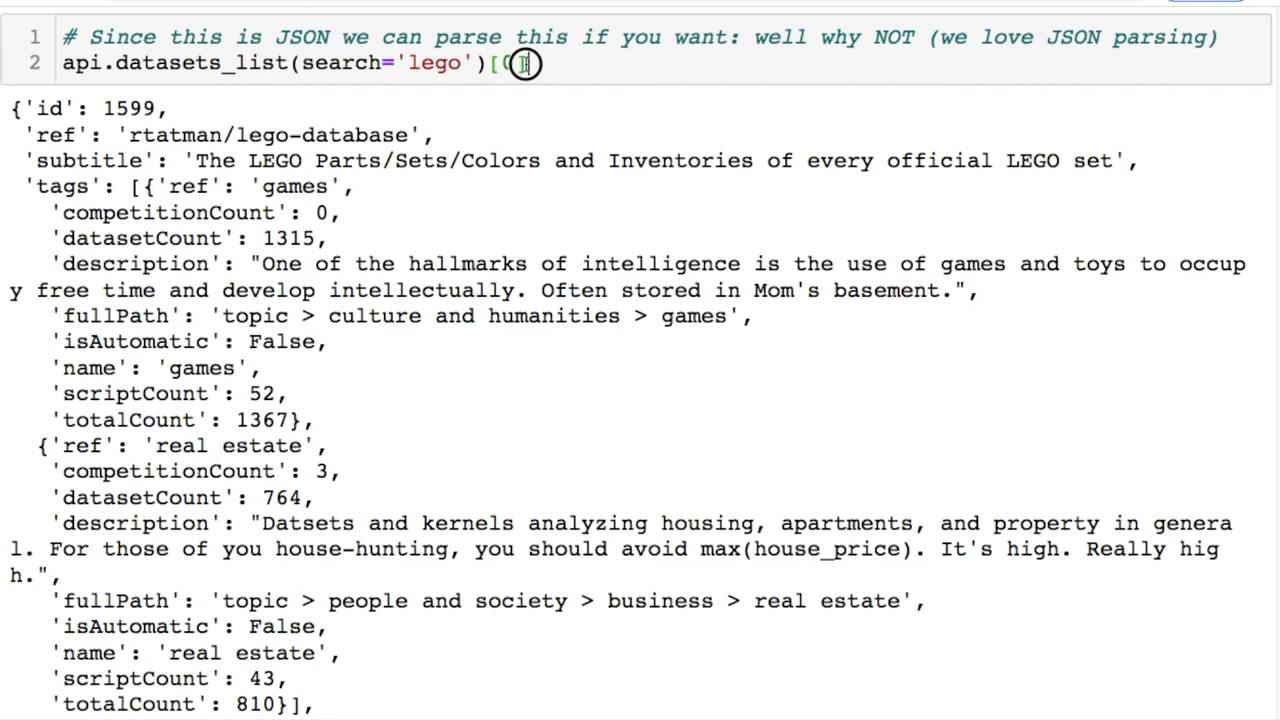 1 # Since this is JSON we can parse this if you want: well why NOT (we love JSON parsing)
2 api.datasets_list(search='lego')[0]
{'id': 1599,
'ref': 'rtatman/lego-database',
'subtitle': 'The LEGO Parts/Sets/Colors and Inventories of every official LEGO set',
'tags': [{'ref': 'games',
'competitionCount': 0,
'datasetCount': 1315,
'description': "One of the hallmarks of intelligence is the use of games and toys to occup
y free time and develop intellectually. Often stored in Mom's basement.",
'fullPath': 'topic > culture and humanities > games',
'isAutomatic': False,
'name': 'games',
'scriptCount': 52,
'totalCount': 1367},
{'ref': 'real estate',
'competitionCount': 3,
'datasetCount': 764,
'description': "Datsets and kernels analyzing housing, apartments, and property in genera
l. For those of you house-hunting, you should avoid max(house_price). It's high. Really hig
h.",
'fullPath': 'topic > people and society > business > real estate',
'isAutomatic': False,
'name': 'real estate',
'scriptCount': 43,
'totalCount': 810}],